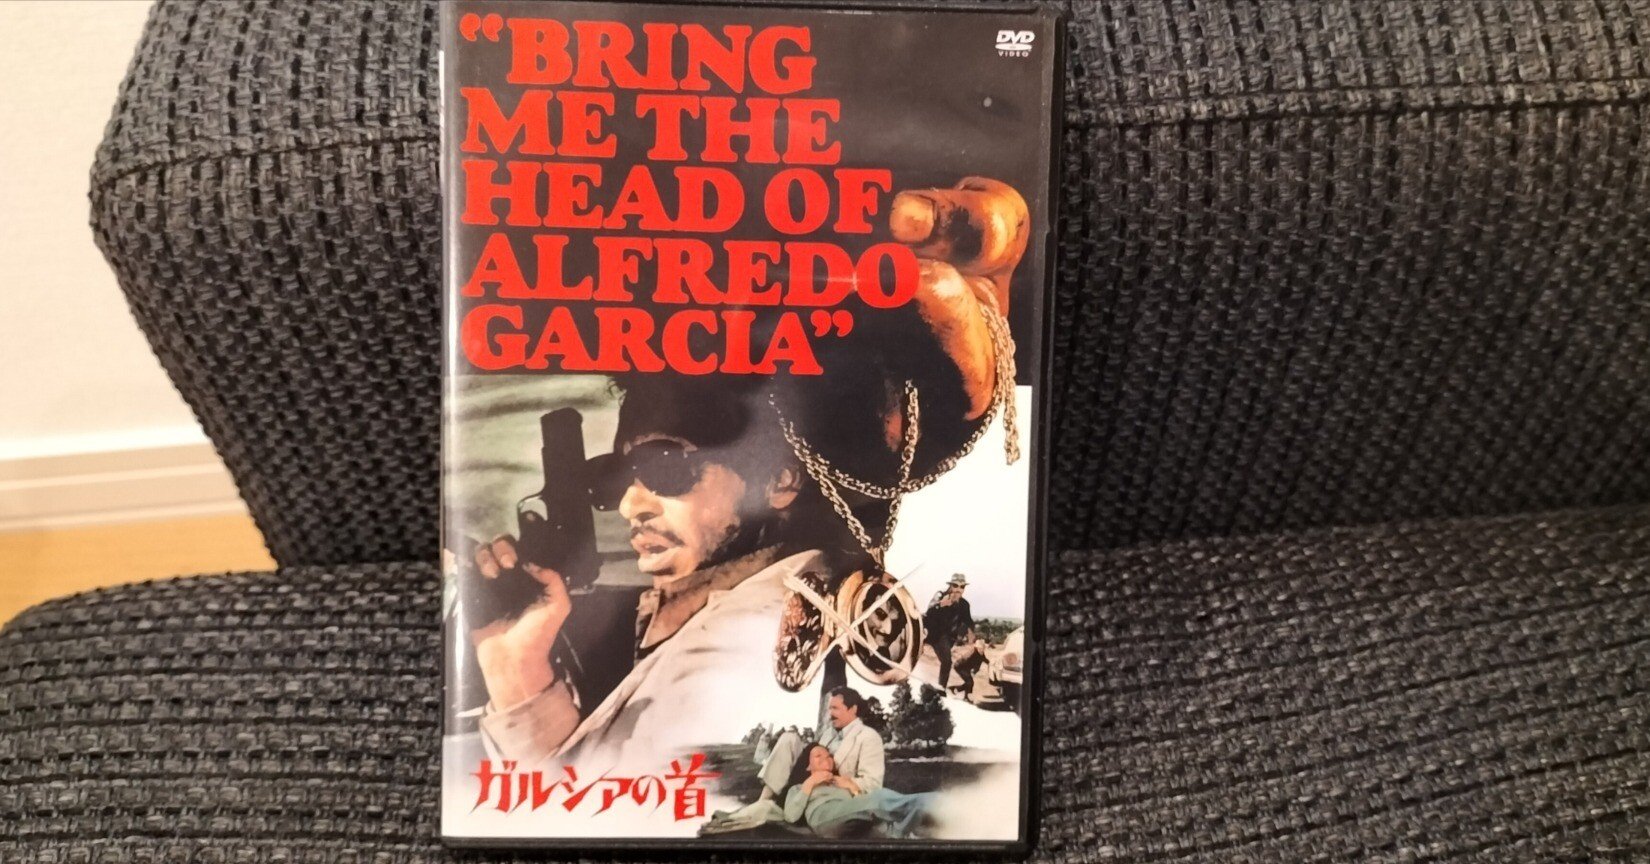 “BRING
ME THE
HEAD OF
ALFREDO
GARCIA”
DVD
VIDEO
ガルシアの首